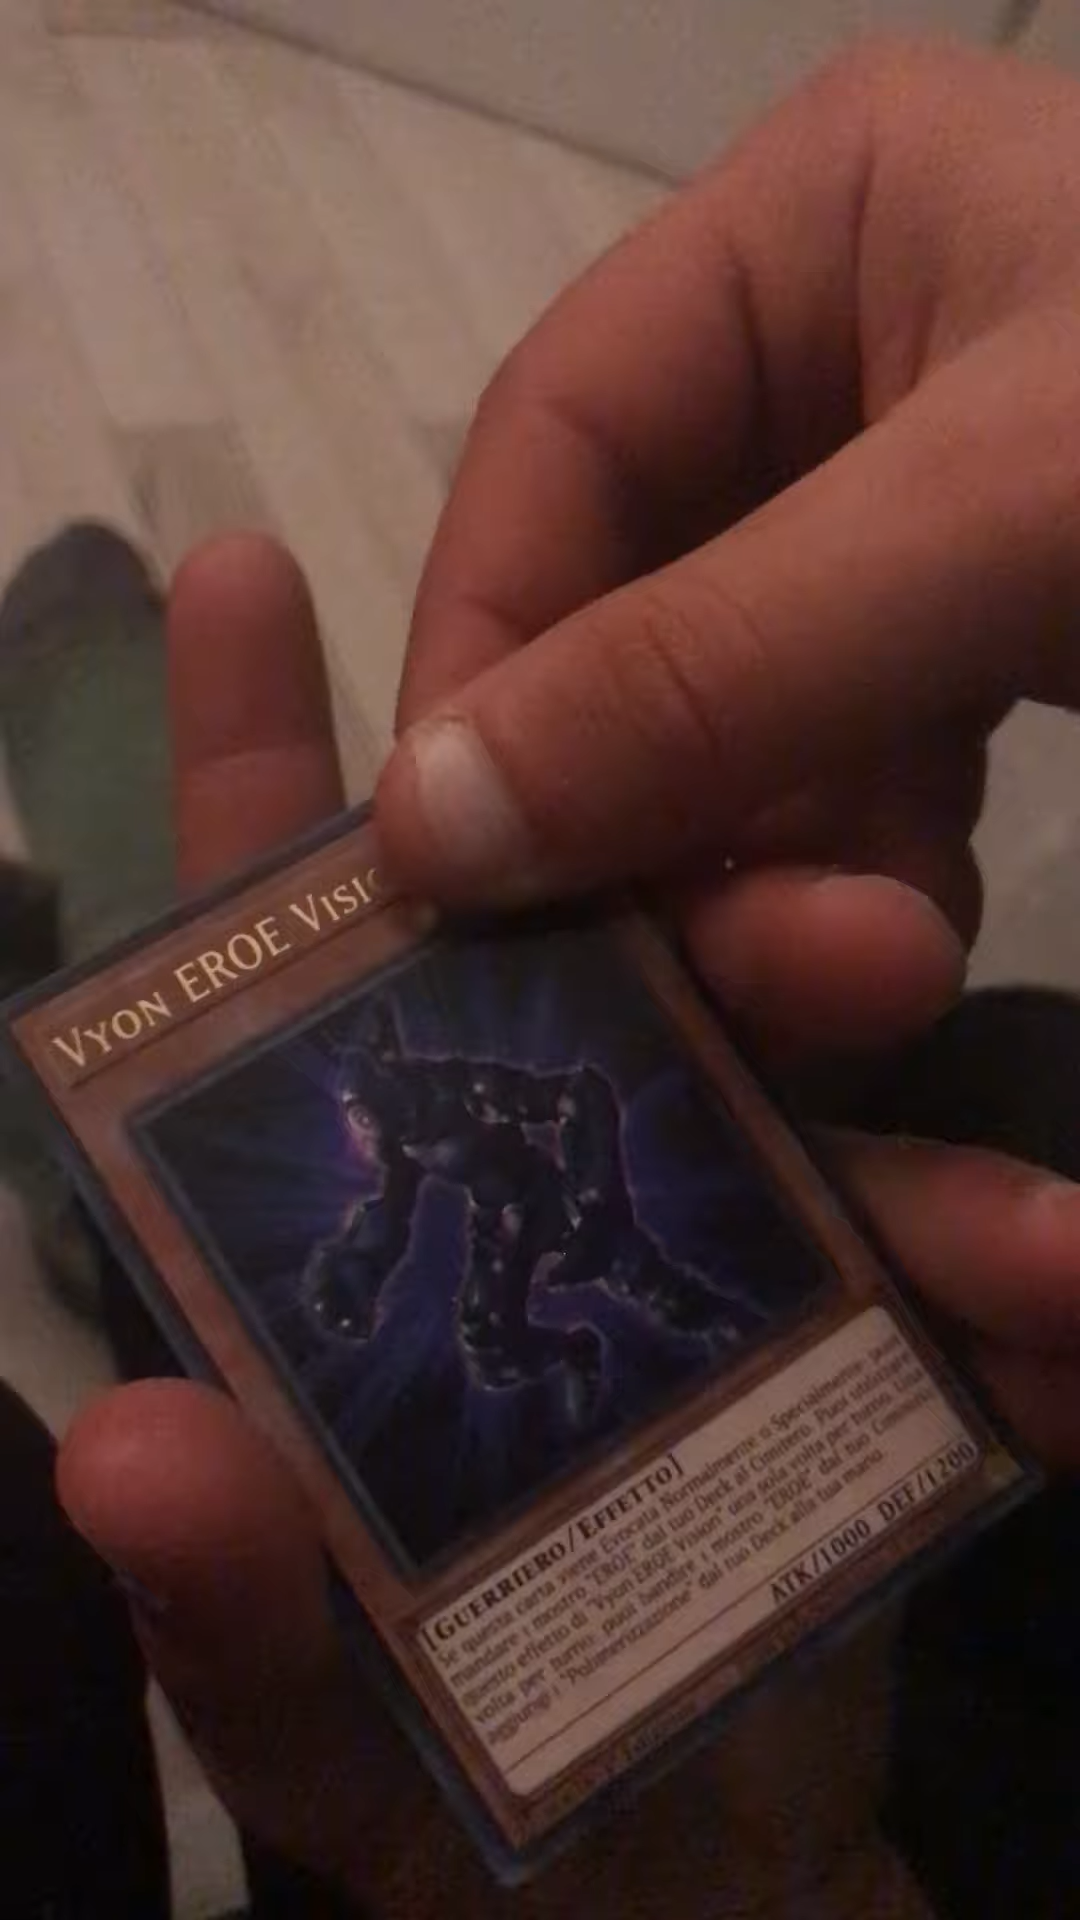 VYON EROE VISIO
[GUERRIERO/EFFETTO]
Se questa carta viene Evocata Normalmente o Specialmente: puoi
mandare 1 mostro "EROE" dal tuo Deck al Cimitero. Puoi utilizzare
questo effetto di "Vyon EROE Vision" una sola volta per turno. Una
volta per turno: puoi bandire 1 mostro "EROE" dal tuo Cimitero;
aggiungi 1 "Polimerizzazione" dal tuo Deck alla tua mano.
ATK/1000 DEF/1200